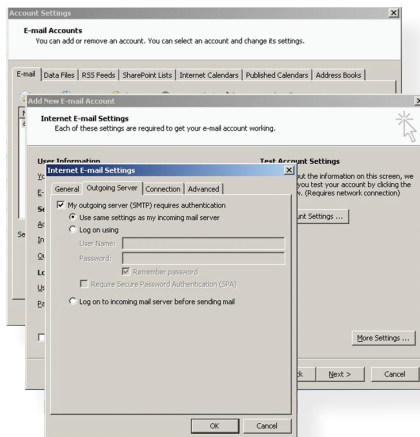 Account Settings
E-mail Accounts
You can add or remove an account. You can select an account and change its settings.
E-mail Data Files RSS Feeds SharePoint Lists Internet Calendars Published Calendars Address Books
Add New E-mail Account
Internet E-mail Settings
Each of these settings are required to get your e-mail account working.
User Information
Test Account Settings
out the information on this screen, we
you test your account by clicking the
(Requires network connection)
unt Settings ...
Internet E-mail Settings
General Outgoing Server Connection Advanced
My outgoing server (SMTP) requires authentication
Use same settings as my incoming mail server
Log on using
User Name:
Password:
Remember password
Require Secure Password Authentication (SPA)
Log on to incoming mail server before sending mail
More Settings ...
Next > Cancel
OK Cancel